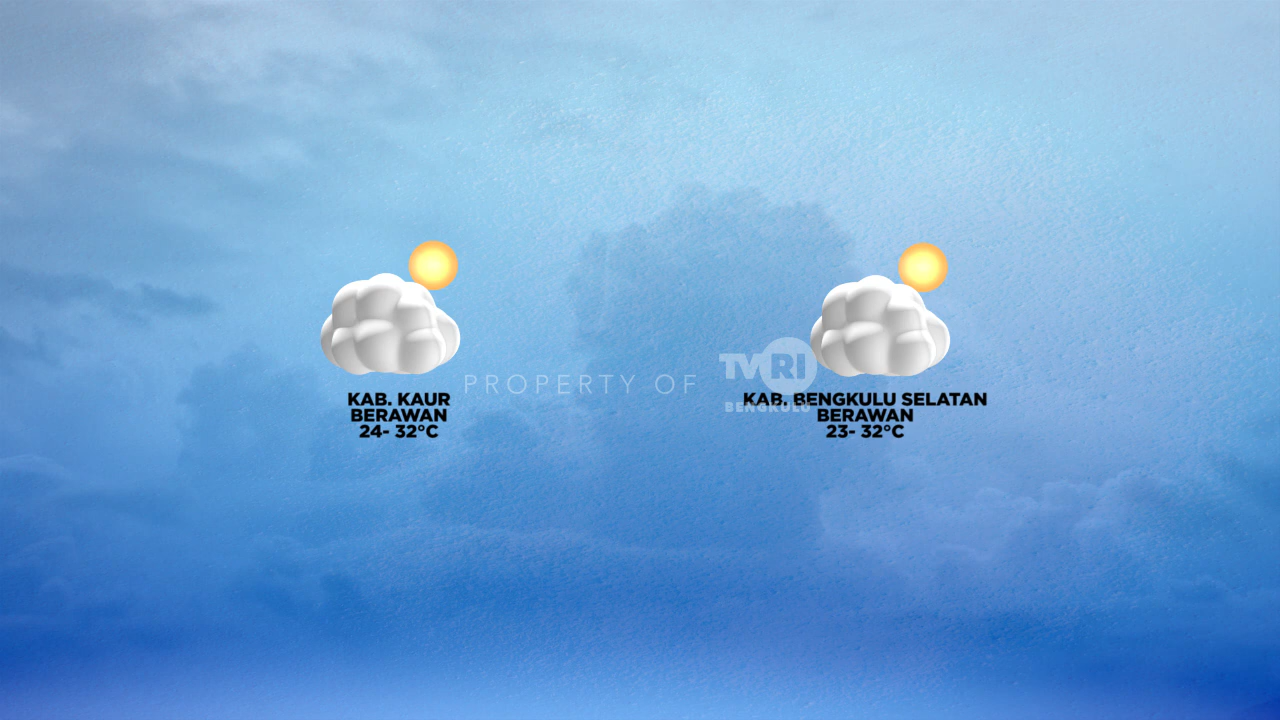 KAB. KAUR
BERAWAN
24- 32°C
PROPERTY OF
TVRI
BENGKULU
KAB. BENGKULU SELATAN
BERAWAN
23- 32°C